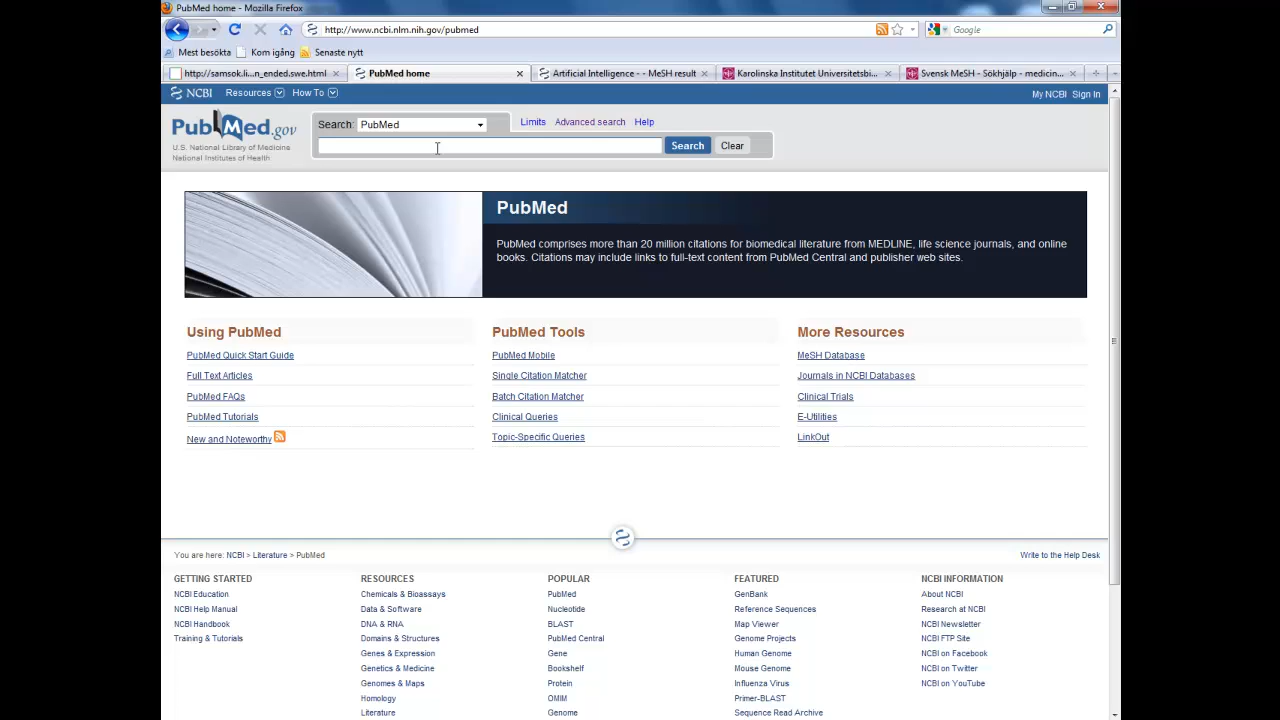 PubMed home - Mozilla Firefox
http://www.ncbi.nlm.nih.gov/pubmed
Google
Mest besökta Kom igång Senaste nytt
http://samsok.li...n_ended.swe.html PubMed home Artificial Intelligence - - MeSH result Karolinska Institutet Universitetsbi... Svensk MeSH - Sökhjälp - medicin...
NCBI Resources How To My NCBI Sign In
PubMed.gov
U.S. National Library of Medicine
National Institutes of Health
Search: PubMed Limits Advanced search Help
Search Clear
PubMed
PubMed comprises more than 20 million citations for biomedical literature from MEDLINE, life science journals, and online
books. Citations may include links to full-text content from PubMed Central and publisher web sites.
Using PubMed
PubMed Quick Start Guide
Full Text Articles
PubMed FAQs
PubMed Tutorials
New and Noteworthy
PubMed Tools
PubMed Mobile
Single Citation Matcher
Batch Citation Matcher
Clinical Queries
Topic-Specific Queries
More Resources
MeSH Database
Journals in NCBI Databases
Clinical Trials
E-Utilities
LinkOut
You are here: NCBI > Literature > PubMed Write to the Help Desk
GETTING STARTED
NCBI Education
NCBI Help Manual
NCBI Handbook
Training & Tutorials
RESOURCES
Chemicals & Bioassays
Data & Software
DNA & RNA
Domains & Structures
Genes & Expression
Genetics & Medicine
Genomes & Maps
Homology
Literature
POPULAR
PubMed
Nucleotide
BLAST
PubMed Central
Gene
Bookshelf
Protein
OMIM
Genome
FEATURED
GenBank
Reference Sequences
Map Viewer
Genome Projects
Human Genome
Mouse Genome
Influenza Virus
Primer-BLAST
Sequence Read Archive
NCBI INFORMATION
About NCBI
Research at NCBI
NCBI Newsletter
NCBI FTP Site
NCBI on Facebook
NCBI on Twitter
NCBI on YouTube